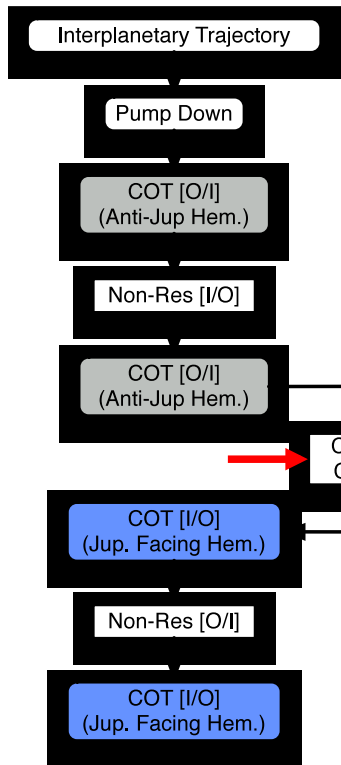 Interplanetary Trajectory
Pump Down
COT [O/I]
(Anti-Jup Hem.)
Non-Res [I/O]
COT [O/I]
(Anti-Jup Hem.)
COT [I/O]
(Jup. Facing Hem.)
Non-Res [O/I]
COT [I/O]
(Jup. Facing Hem.)